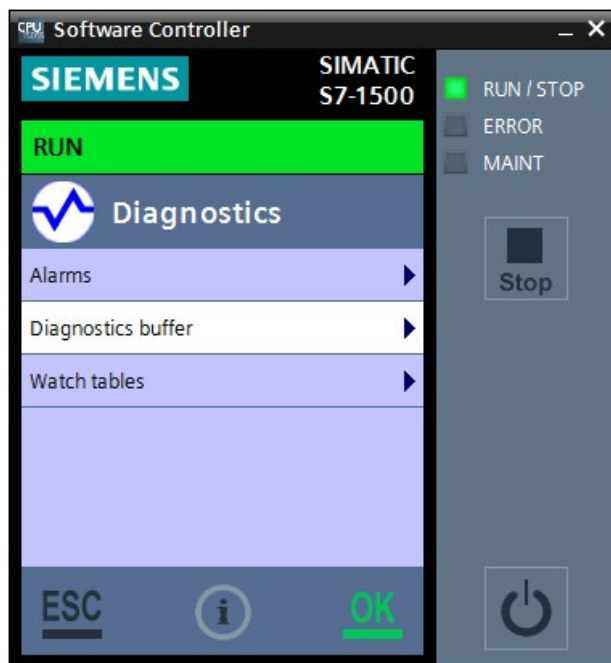 CPU Software Controller
SIEMENS
SIMATIC
S7-1500
RUN / STOP
ERROR
MAINT
RUN
Diagnostics
Alarms
Diagnostics buffer
Watch tables
Stop
ESC
i
OK